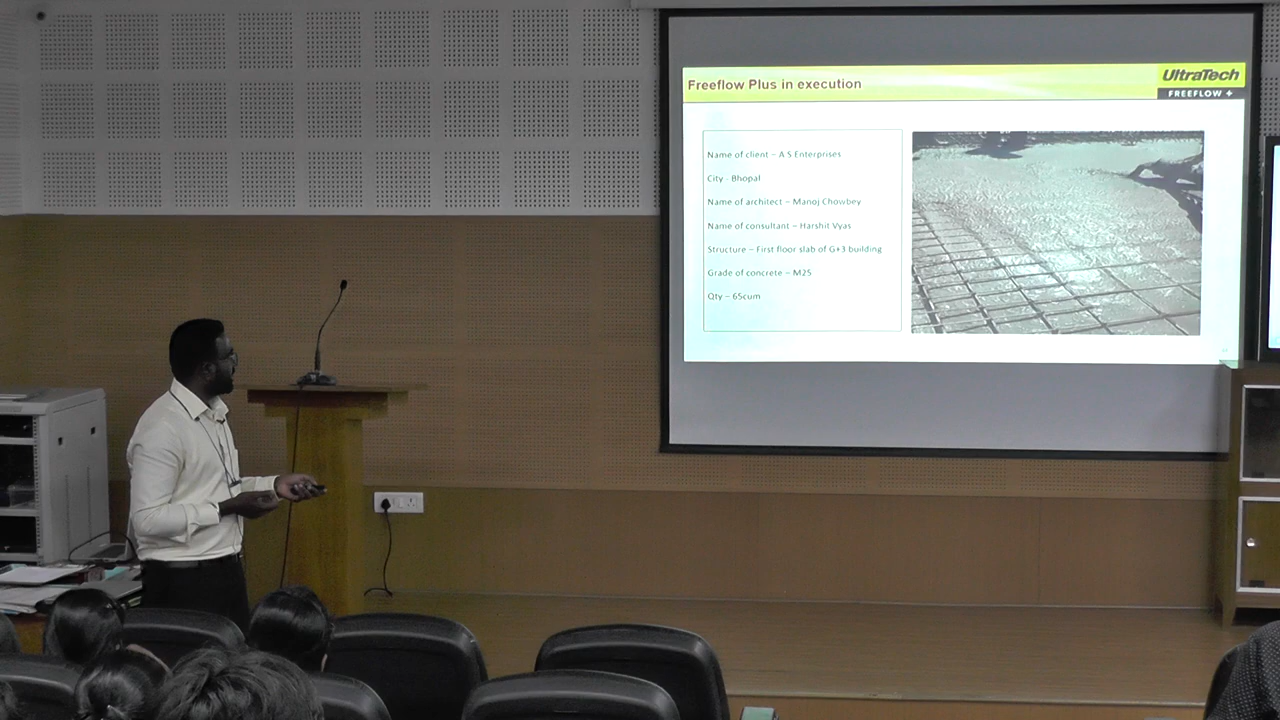 Freeflow Plus in execution
UltraTech
FREEFLOW +
Name of client – A S Enterprises
City - Bhopal
Name of architect – Manoj Chowbey
Name of consultant – Harshit Vyas
Structure – First floor slab of G+3 building
Grade of concrete – M25
Qty – 65cum